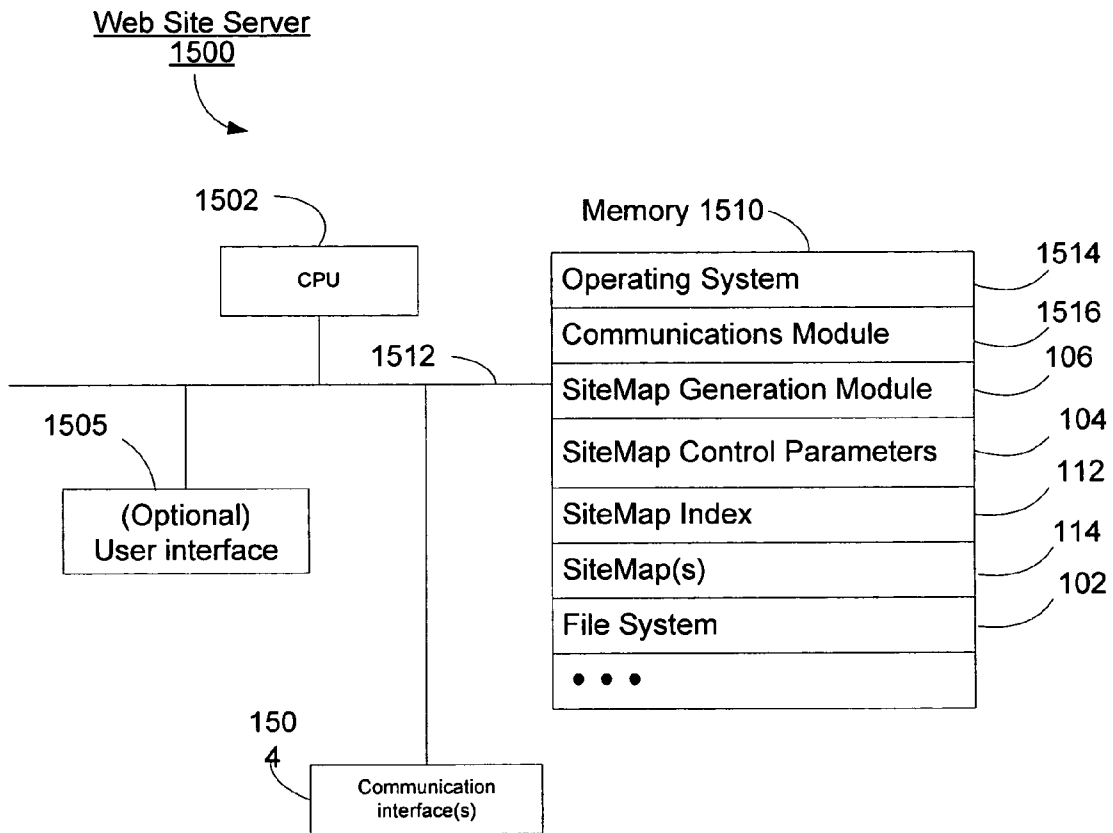 Web Site Server
1500
1502
Memory 1510
CPU
Operating System
1514
Communications Module
1516
1512
SiteMap Generation Module
106
1505
SiteMap Control Parameters
104
(Optional)
User interface
SiteMap Index
112
SiteMap(s)
114
File System
102
• • •
150
4
Communication
interface(s)